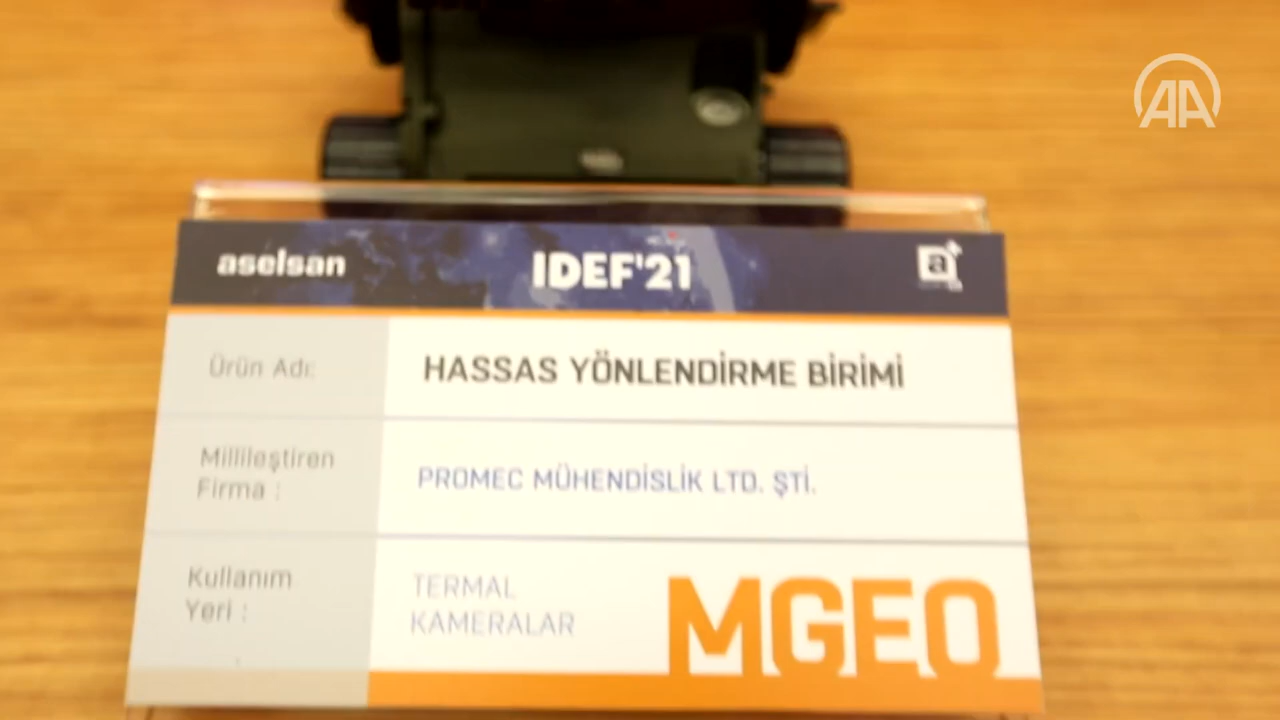 AA
aselsan IDEF'21 a
Ürün Adı: HASSAS YÖNLENDİRME BİRİMİ
Millileştiren
Firma : PROMEC MÜHENDİSLİK LTD. ŞTİ.
Kullanım
Yeri :
TERMAL
KAMERALAR
MGEO